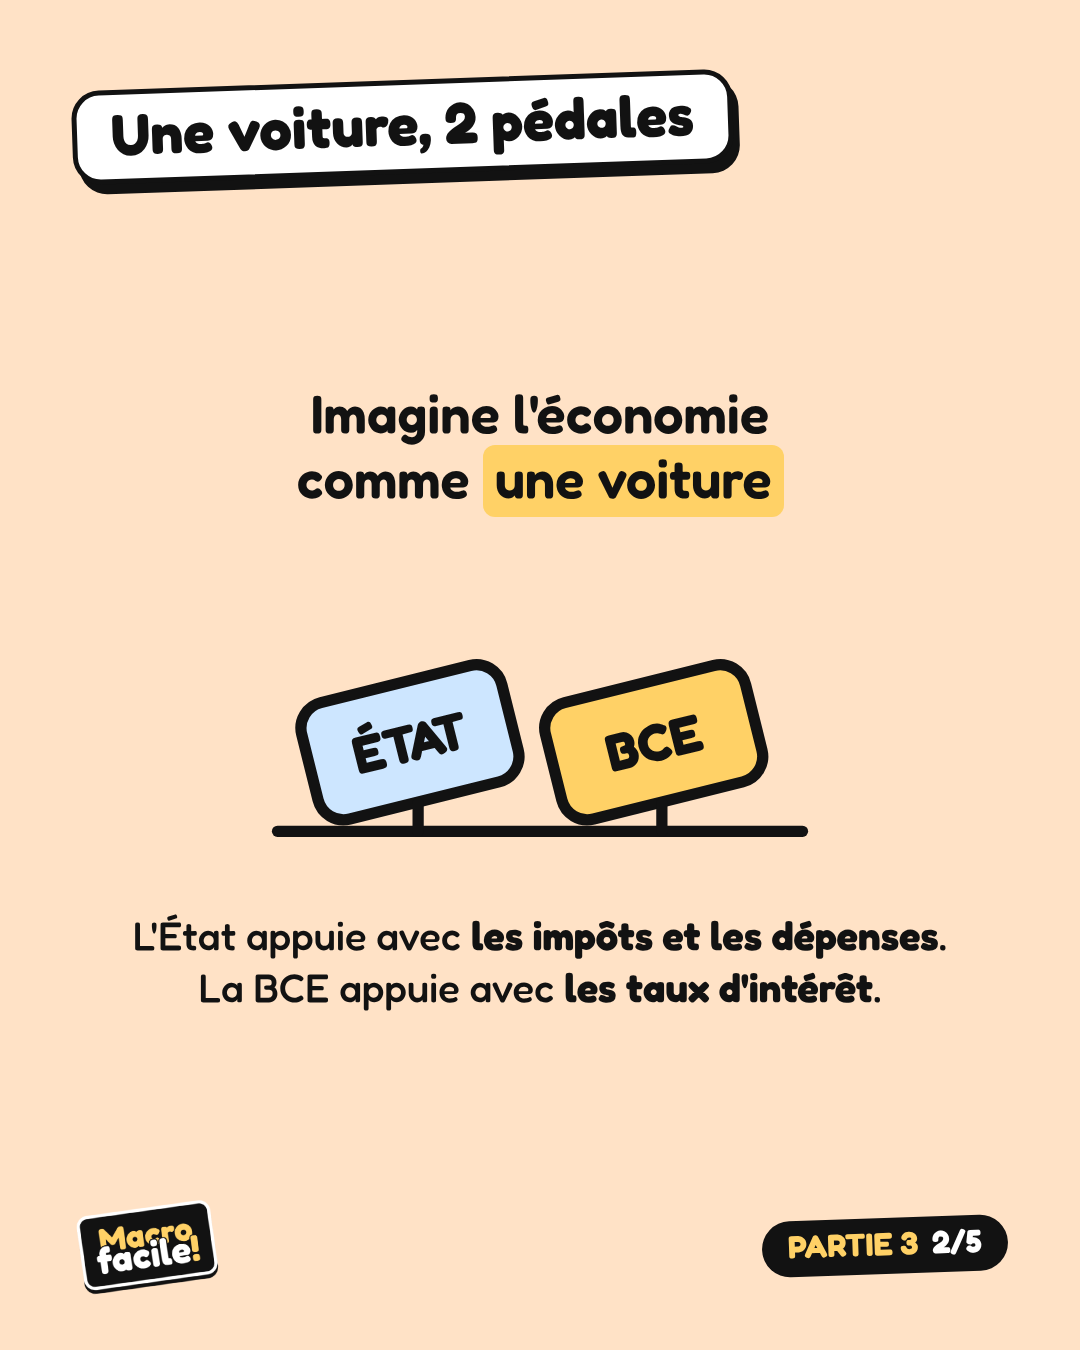 Une voiture, 2 pédales
Imagine l'économie
comme une voiture
ÉTAT
BCE
L'État appuie avec les impôts et les dépenses.
La BCE appuie avec les taux d'intérêt.
Macro
facile!
PARTIE 3 2/5